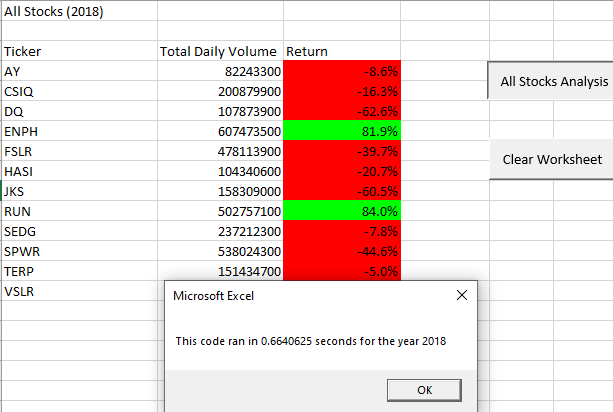 All Stocks (2018)
Ticker Total Daily Volume Return
AY 82243300 -8.6%
CSIQ 200879900 -16.3%
DQ 107873900 -62.6%
ENPH 607473500 81.9%
FSLR 478113900 -39.7%
HASI 104340600 -20.7%
JKS 158309000 -60.5%
RUN 502757100 84.0%
SEDG 237212300 -7.8%
SPWR 538024300 -44.6%
TERP 151434700 -5.0%
VSLR
All Stocks Analysis
Clear Worksheet
Microsoft Excel
This code ran in 0.6640625 seconds for the year 2018
OK